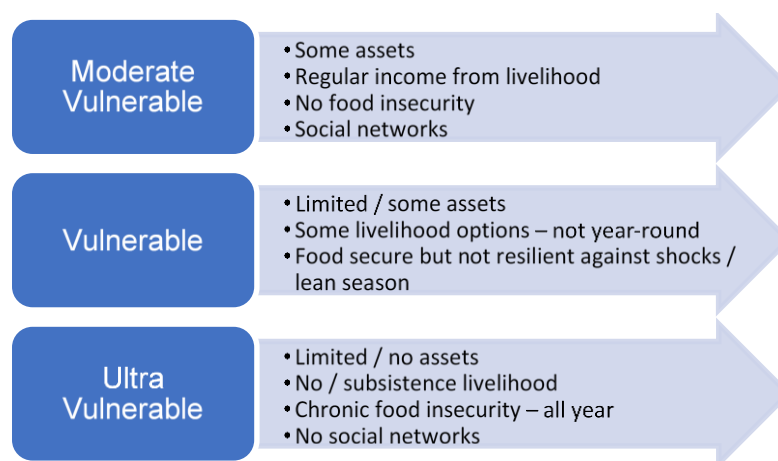 Moderate
Vulnerable
• Some assets
• Regular income from livelihood
• No food insecurity
• Social networks
Vulnerable
• Limited / some assets
• Some livelihood options – not year-round
• Food secure but not resilient against shocks /
lean season
Ultra
Vulnerable
• Limited / no assets
• No / subsistence livelihood
• Chronic food insecurity – all year
• No social networks